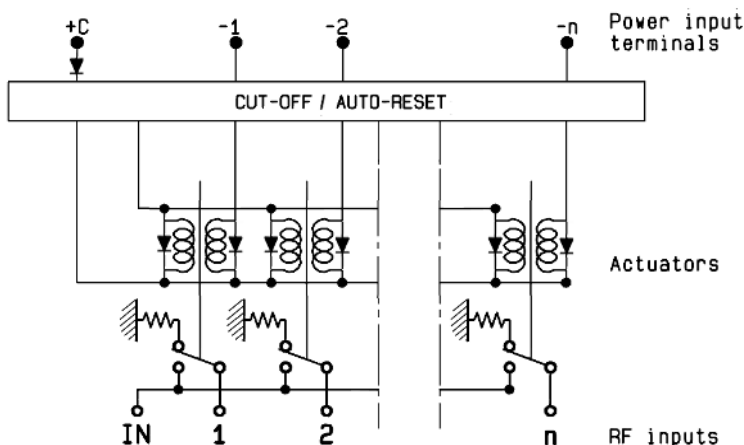 +C -1 -2 -n Power input
terminals
CUT-OFF / AUTO-RESET
Actuators
IN 1 2 n RF inputs